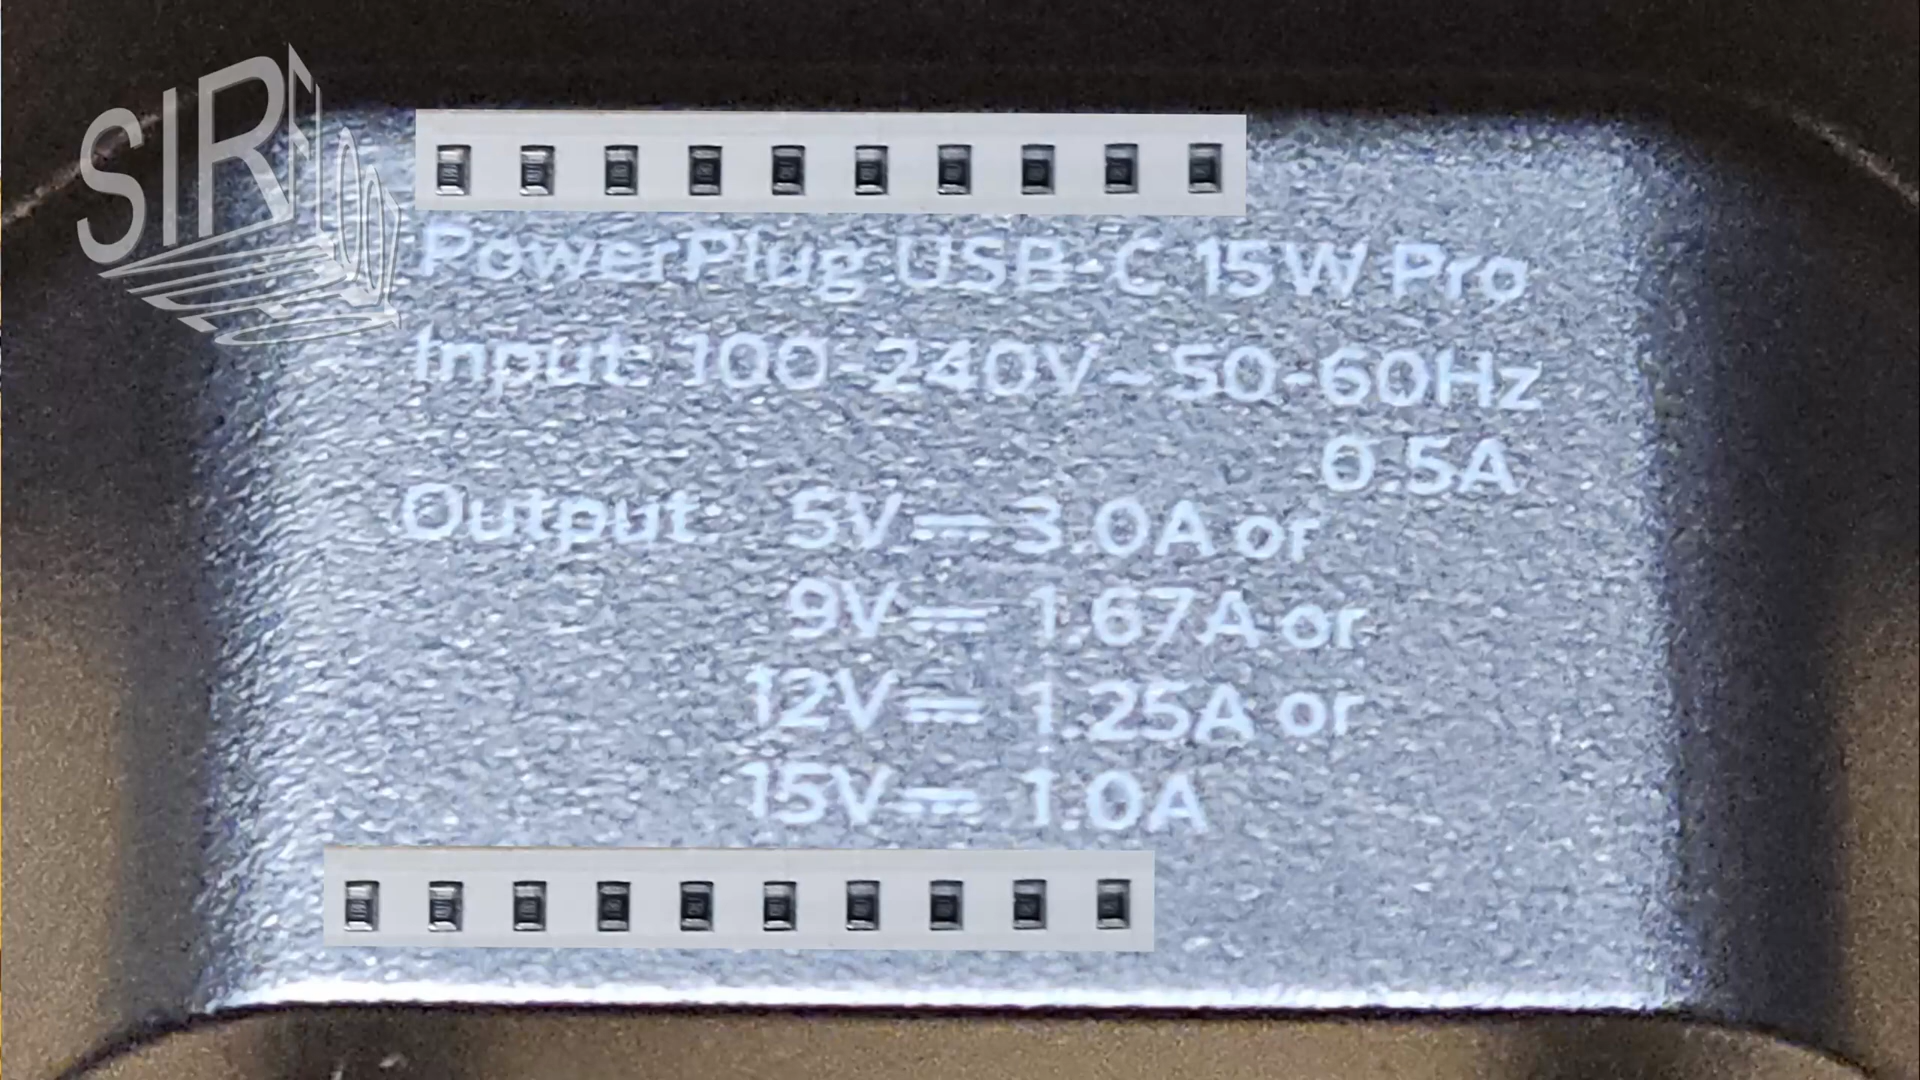 SIRI100
PowerPlug USB-C 15W Pro
Input: 100-240V ~ 50-60Hz
0.5A
Output: 5V⎓ 3.0A or
9V⎓ 1.67A or
12V⎓ 1.25A or
15V⎓ 1.0A